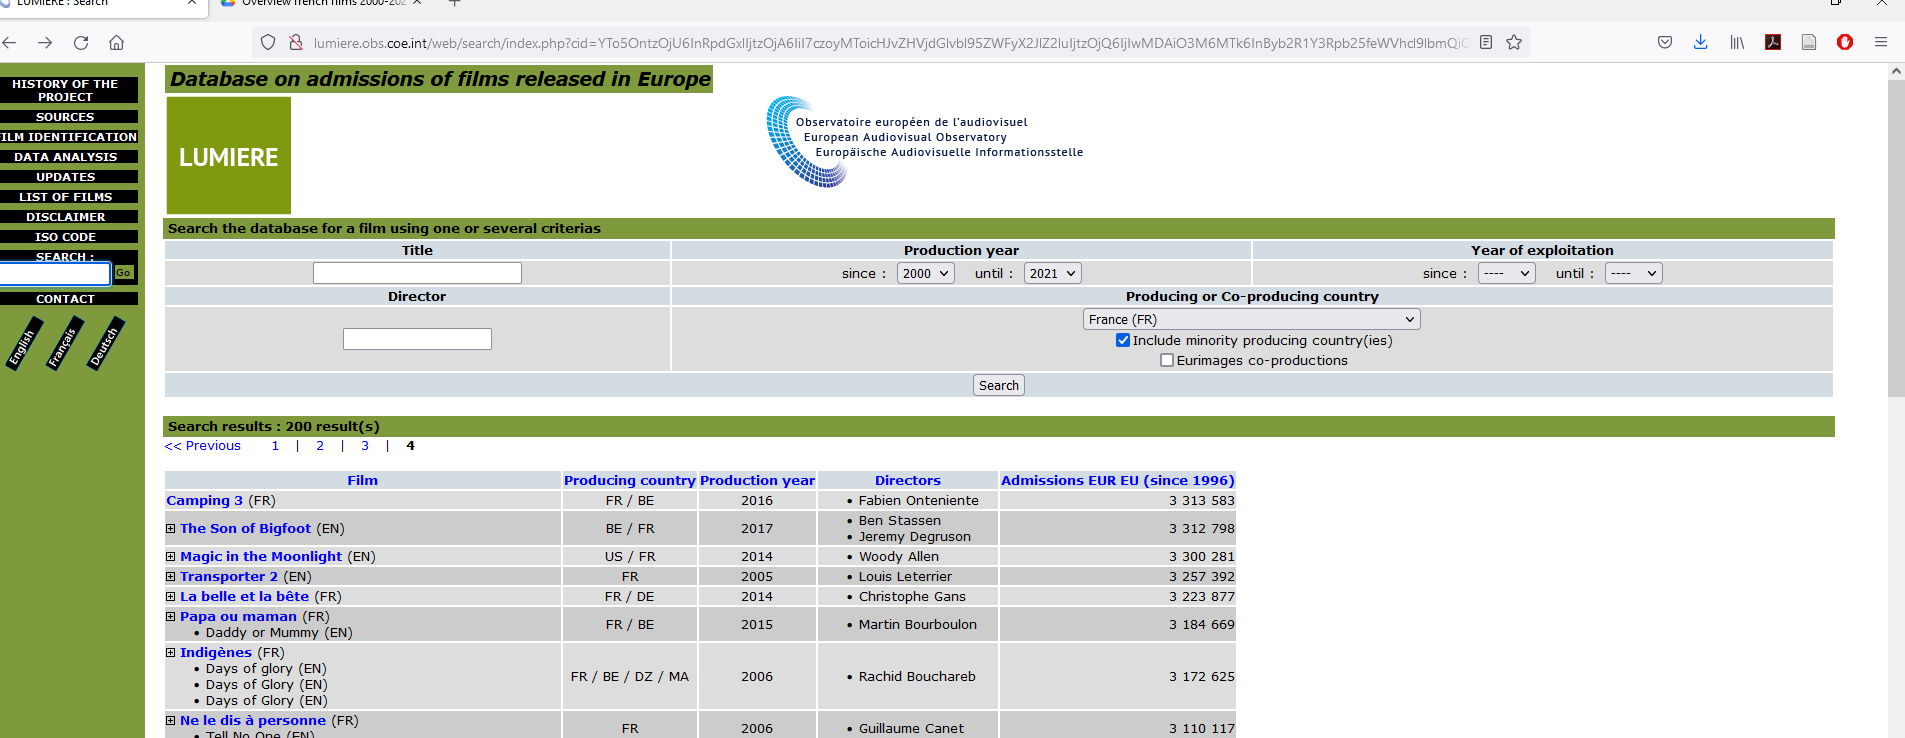 LUMIERE : Search
Overview french films 2000-202
lumiere.obs.coe.int/web/search/index.php?cid=
Database on admissions of films released in Europe
HISTORY OF THE
PROJECT
SOURCES
FILM IDENTIFICATION
DATA ANALYSIS
UPDATES
LIST OF FILMS
DISCLAIMER
ISO CODE
SEARCH :
Go
CONTACT
English
Français
Deutsch
LUMIERE
Observatoire européen de l'audiovisuel
European Audiovisual Observatory
Europäische Audiovisuelle Informationsstelle
Search the database for a film using one or several criterias
Title Production year Year of exploitation
since : 2000 until : 2021 since : ---- until : ----
Director Producing or Co-producing country
France (FR)
Include minority producing country(ies)
Eurimages co-productions
Search
Search results : 200 result(s)
<< Previous 1 | 2 | 3 | 4
Film Producing country Production year Directors Admissions EUR EU (since 1996)
Camping 3 (FR) FR / BE 2016 • Fabien Onteniente 3 313 583
The Son of Bigfoot (EN) BE / FR 2017 • Ben Stassen 3 312 798
• Jeremy Degruson
Magic in the Moonlight (EN) US / FR 2014 • Woody Allen 3 300 281
Transporter 2 (EN) FR 2005 • Louis Leterrier 3 257 392
La belle et la bête (FR) FR / DE 2014 • Christophe Gans 3 223 877
Papa ou maman (FR) FR / BE 2015 • Martin Bourboulon 3 184 669
• Daddy or Mummy (EN)
Indigènes (FR) FR / BE / DZ / MA 2006 • Rachid Bouchareb 3 172 625
• Days of glory (EN)
• Days of Glory (EN)
• Days of Glory (EN)
Ne le dis à personne (FR) FR 2006 • Guillaume Canet 3 110 117
• Tell No One (EN)